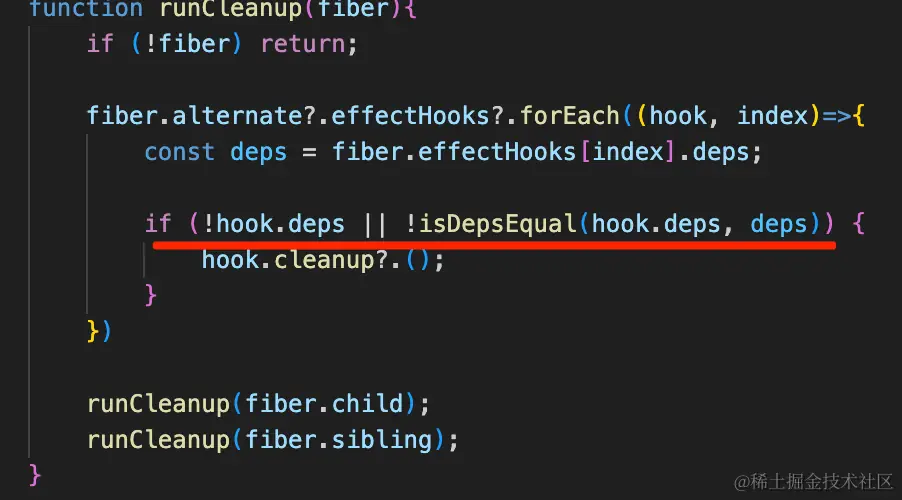 function runCleanup(fiber){
    if (!fiber) return;

    fiber.alternate?.effectHooks?.forEach((hook, index)=>{
        const deps = fiber.effectHooks[index].deps;

        if (!hook.deps || !isDepsEqual(hook.deps, deps)) {
            hook.cleanup?.();
        }
    })

    runCleanup(fiber.child);
    runCleanup(fiber.sibling);
}
@稀土掘金技术社区